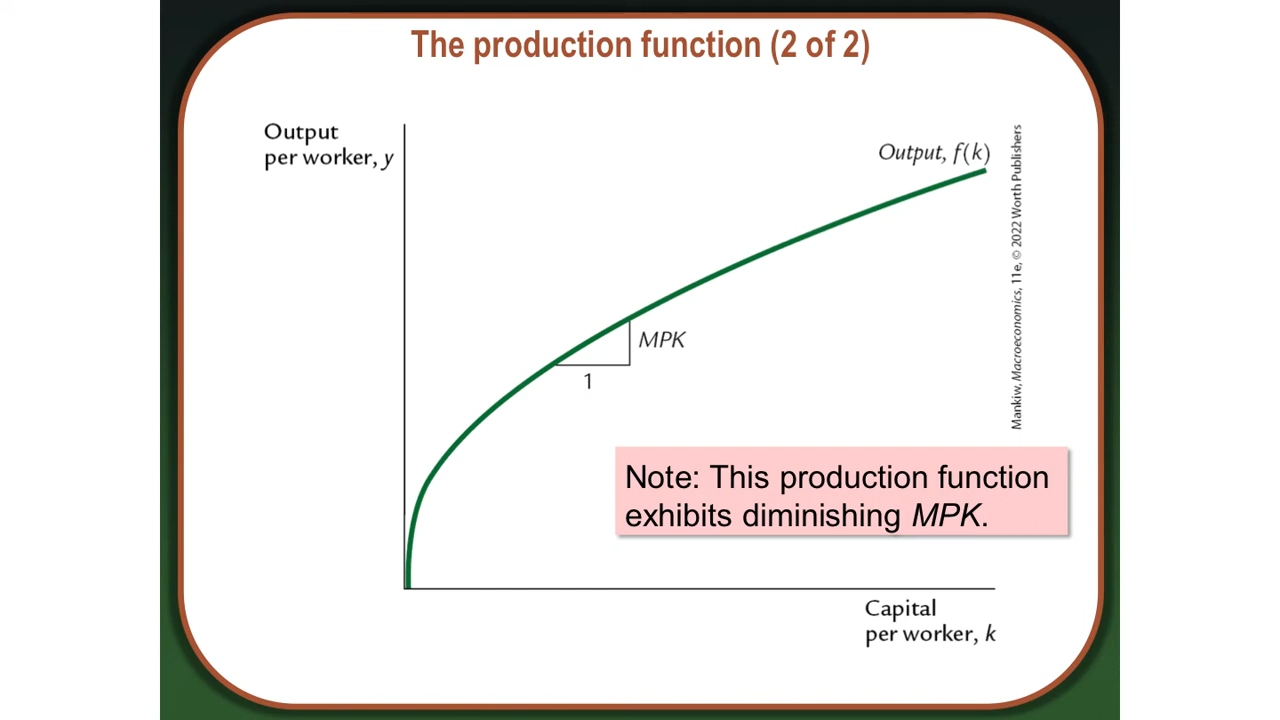 The production function (2 of 2)
Output
per worker, y
Output, f(k)
MPK
1
Note: This production function
exhibits diminishing MPK.
Capital
per worker, k
Mankiw, Macroeconomics, 11e, © 2022 Worth Publishers